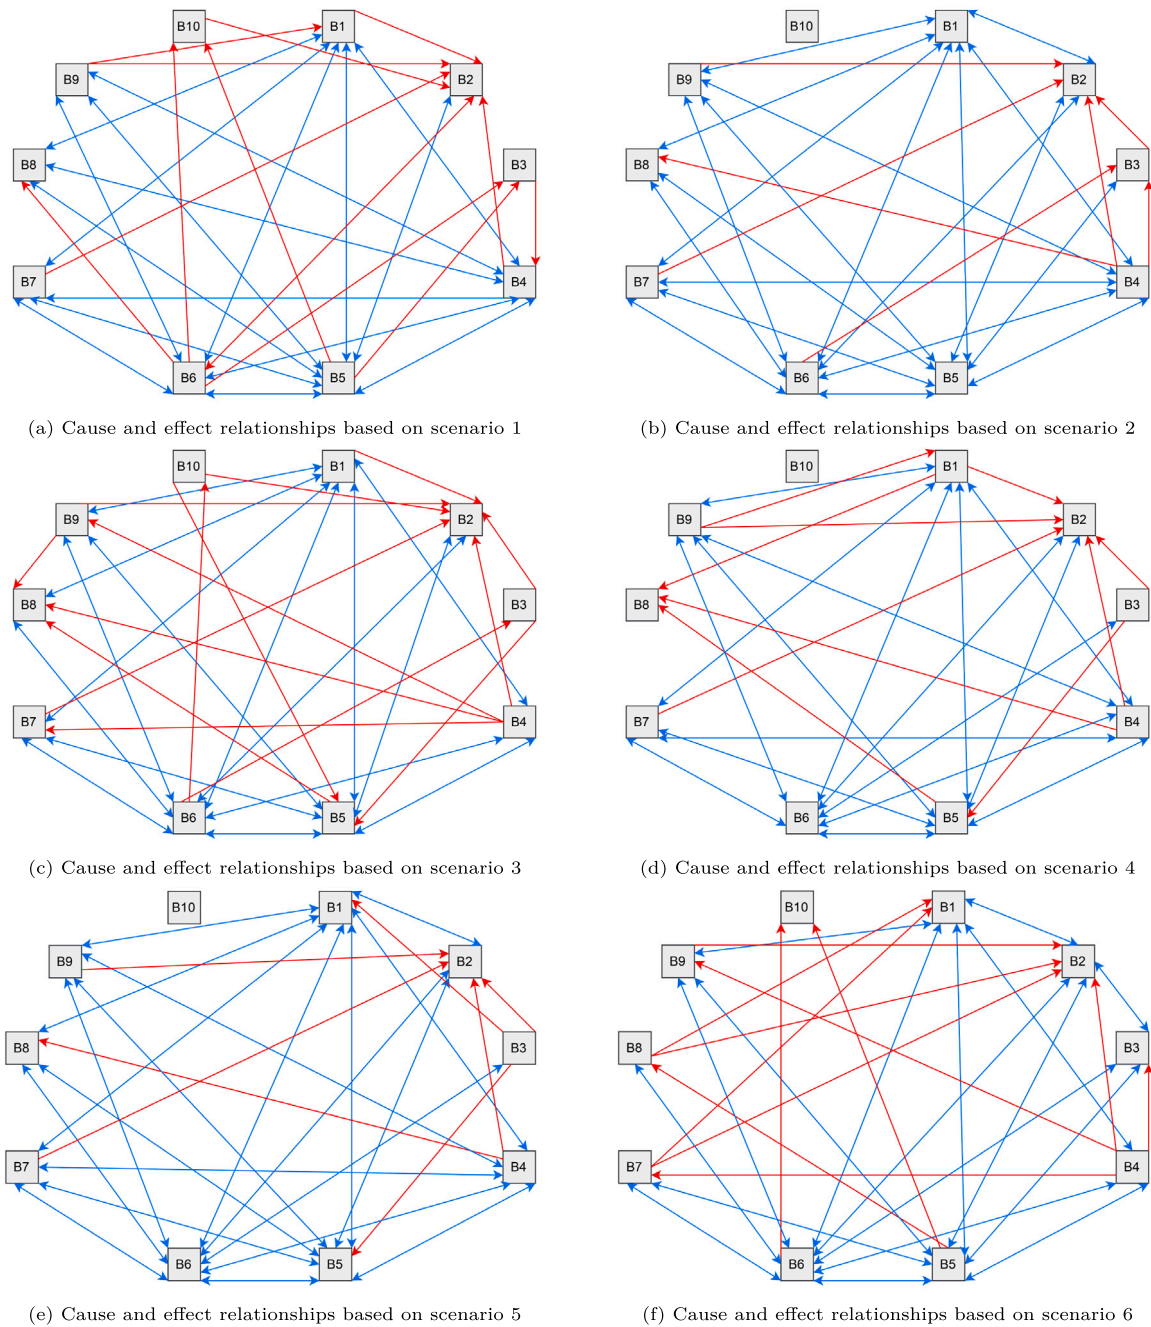 B10 B1
B9 B2
B8 B3
B7 B4
B6 B5
(a) Cause and effect relationships based on scenario 1
B10 B1
B9 B2
B8 B3
B7 B4
B6 B5
(b) Cause and effect relationships based on scenario 2
B10 B1
B9 B2
B8 B3
B7 B4
B6 B5
(c) Cause and effect relationships based on scenario 3
B10 B1
B9 B2
B8 B3
B7 B4
B6 B5
(d) Cause and effect relationships based on scenario 4
B10 B1
B9 B2
B8 B3
B7 B4
B6 B5
(e) Cause and effect relationships based on scenario 5
B10 B1
B9 B2
B8 B3
B7 B4
B6 B5
(f) Cause and effect relationships based on scenario 6